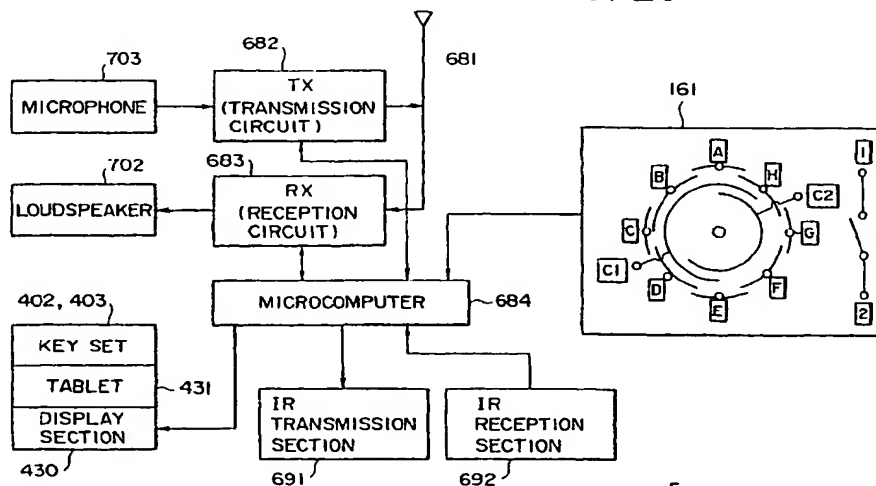 682
703
TX
(TRANSMISSION
CIRCUIT)
681
MICROPHONE
683
702
RX
(RECEPTION
CIRCUIT)
LOUDSPEAKER
402, 403
MICROCOMPUTER
684
KEY SET
TABLET
431
DISPLAY
SECTION
430
IR
TRANSMISSION
SECTION
691
IR
RECEPTION
SECTION
692
161
A
B
H
C2
C
G
C1
D
F
E
1
2